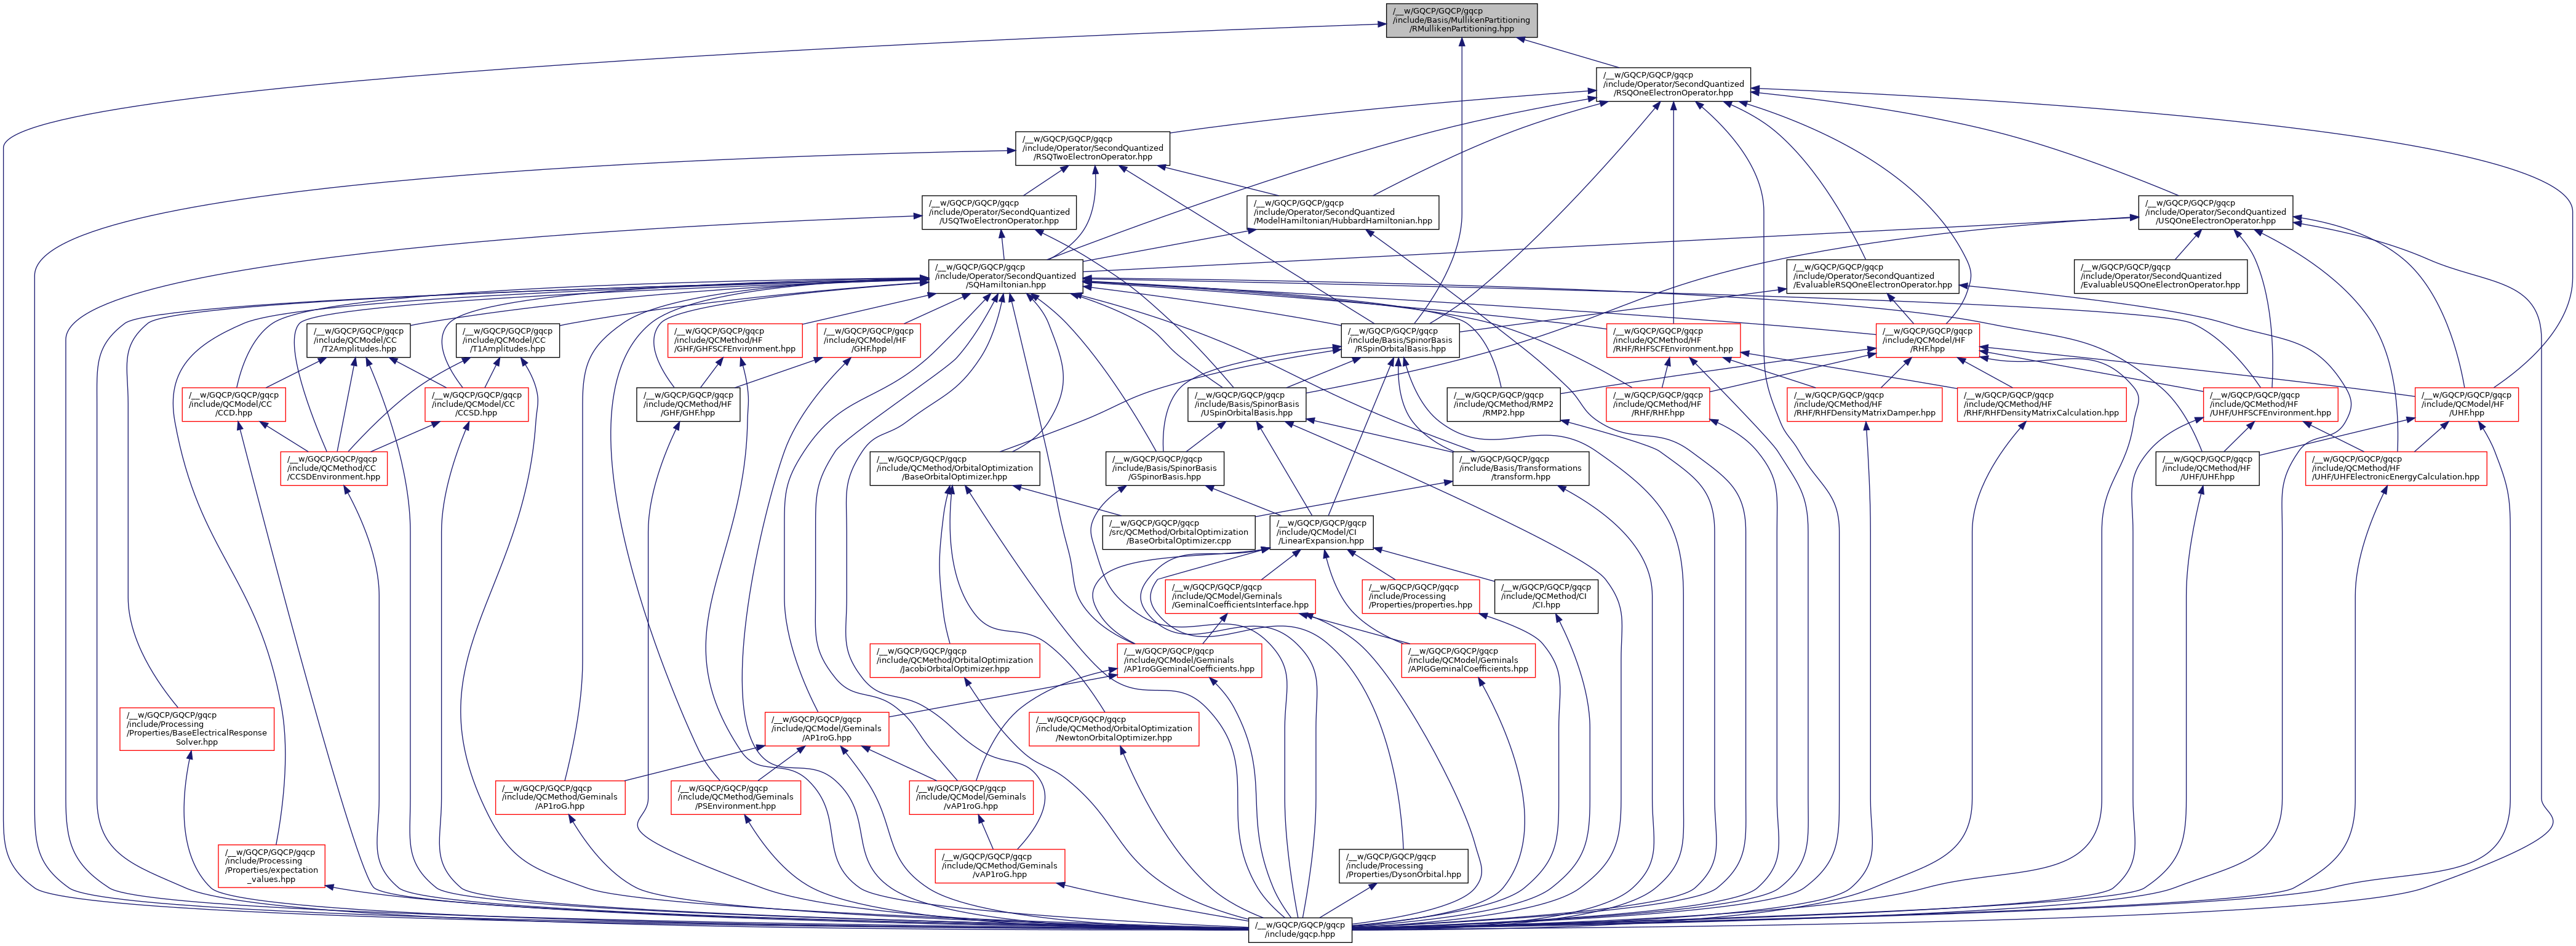 /__w/GQCP/GQCP/gqcp
/include/Basis/MullikenPartitioning
/RMullikenPartitioning.hpp
/__w/GQCP/GQCP/gqcp
/include/Operator/SecondQuantized
/RSQOneElectronOperator.hpp
/__w/GQCP/GQCP/gqcp
/include/Operator/SecondQuantized
/RSQTwoElectronOperator.hpp
/__w/GQCP/GQCP/gqcp
/include/Operator/SecondQuantized
/USQTwoElectronOperator.hpp
/__w/GQCP/GQCP/gqcp
/include/Operator/SecondQuantized
/ModelHamiltonian/HubbardHamiltonian.hpp
/__w/GQCP/GQCP/gqcp
/include/Operator/SecondQuantized
/USQOneElectronOperator.hpp
/__w/GQCP/GQCP/gqcp
/include/Operator/SecondQuantized
/SQHamiltonian.hpp
/__w/GQCP/GQCP/gqcp
/include/Operator/SecondQuantized
/EvaluableRSQOneElectronOperator.hpp
/__w/GQCP/GQCP/gqcp
/include/Operator/SecondQuantized
/EvaluableUSQOneElectronOperator.hpp
/__w/GQCP/GQCP/gqcp
/include/QCModel/CC
/T2Amplitudes.hpp
/__w/GQCP/GQCP/gqcp
/include/QCModel/CC
/T1Amplitudes.hpp
/__w/GQCP/GQCP/gqcp
/include/QCMethod/HF
/GHF/GHFSCFEnvironment.hpp
/__w/GQCP/GQCP/gqcp
/include/QCModel/HF
/GHF.hpp
/__w/GQCP/GQCP/gqcp
/include/Basis/SpinorBasis
/RSpinOrbitalBasis.hpp
/__w/GQCP/GQCP/gqcp
/include/QCMethod/HF
/RHF/RHFSCFEnvironment.hpp
/__w/GQCP/GQCP/gqcp
/include/QCModel/HF
/RHF.hpp
/__w/GQCP/GQCP/gqcp
/include/QCModel/CC
/CCD.hpp
/__w/GQCP/GQCP/gqcp
/include/QCModel/CC
/CCSD.hpp
/__w/GQCP/GQCP/gqcp
/include/QCMethod/HF
/GHF/GHF.hpp
/__w/GQCP/GQCP/gqcp
/include/Basis/SpinorBasis
/USpinOrbitalBasis.hpp
/__w/GQCP/GQCP/gqcp
/include/QCMethod/RMP2
/RMP2.hpp
/__w/GQCP/GQCP/gqcp
/include/QCMethod/HF
/RHF/RHF.hpp
/__w/GQCP/GQCP/gqcp
/include/QCMethod/HF
/RHF/RHFDensityMatrixDamper.hpp
/__w/GQCP/GQCP/gqcp
/include/QCMethod/HF
/RHF/RHFDensityMatrixCalculation.hpp
/__w/GQCP/GQCP/gqcp
/include/QCMethod/HF
/UHF/UHFSCFEnvironment.hpp
/__w/GQCP/GQCP/gqcp
/include/QCModel/HF
/UHF.hpp
/__w/GQCP/GQCP/gqcp
/include/QCMethod/CC
/CCSDEnvironment.hpp
/__w/GQCP/GQCP/gqcp
/include/QCMethod/OrbitalOptimization
/BaseOrbitalOptimizer.hpp
/__w/GQCP/GQCP/gqcp
/include/Basis/SpinorBasis
/GSpinorBasis.hpp
/__w/GQCP/GQCP/gqcp
/include/Basis/Transformations
/transform.hpp
/__w/GQCP/GQCP/gqcp
/include/QCMethod/HF
/UHF/UHF.hpp
/__w/GQCP/GQCP/gqcp
/include/QCMethod/HF
/UHF/UHFElectronicEnergyCalculation.hpp
/__w/GQCP/GQCP/gqcp
/src/QCMethod/OrbitalOptimization
/BaseOrbitalOptimizer.cpp
/__w/GQCP/GQCP/gqcp
/include/QCModel/CI
/LinearExpansion.hpp
/__w/GQCP/GQCP/gqcp
/include/QCModel/Geminals
/GeminalCoefficientsInterface.hpp
/__w/GQCP/GQCP/gqcp
/include/Processing
/Properties/properties.hpp
/__w/GQCP/GQCP/gqcp
/include/QCMethod/CI
/CI.hpp
/__w/GQCP/GQCP/gqcp
/include/QCMethod/OrbitalOptimization
/JacobiOrbitalOptimizer.hpp
/__w/GQCP/GQCP/gqcp
/include/QCModel/Geminals
/AP1roGGeminalCoefficients.hpp
/__w/GQCP/GQCP/gqcp
/include/QCModel/Geminals
/APIGGeminalCoefficients.hpp
/__w/GQCP/GQCP/gqcp
/include/Processing
/Properties/BaseElectricalResponse
Solver.hpp
/__w/GQCP/GQCP/gqcp
/include/QCModel/Geminals
/AP1roG.hpp
/__w/GQCP/GQCP/gqcp
/include/QCMethod/OrbitalOptimization
/NewtonOrbitalOptimizer.hpp
/__w/GQCP/GQCP/gqcp
/include/QCMethod/Geminals
/AP1roG.hpp
/__w/GQCP/GQCP/gqcp
/include/QCMethod/Geminals
/PSEnvironment.hpp
/__w/GQCP/GQCP/gqcp
/include/QCModel/Geminals
/vAP1roG.hpp
/__w/GQCP/GQCP/gqcp
/include/Processing
/Properties/expectation
_values.hpp
/__w/GQCP/GQCP/gqcp
/include/QCMethod/Geminals
/vAP1roG.hpp
/__w/GQCP/GQCP/gqcp
/include/Processing
/Properties/DysonOrbital.hpp
/__w/GQCP/GQCP/gqcp
/include/gqcp.hpp